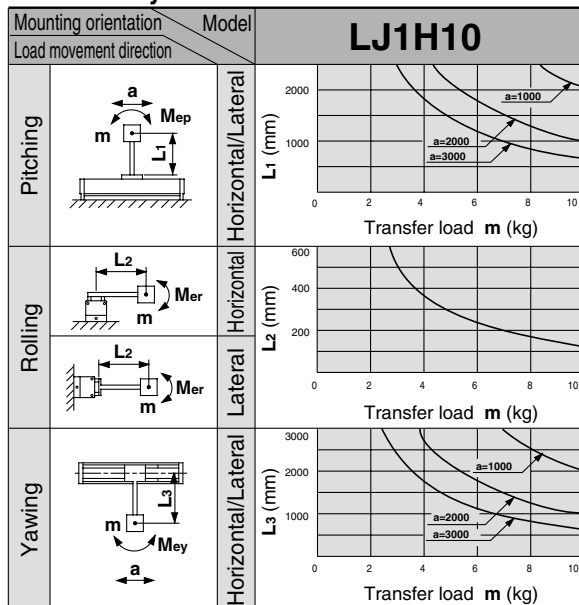 Mounting orientation Model
Load movement direction
LJ1H10
Pitching
a
Mep
m
L1
Horizontal/Lateral
L1 (mm)
2000
1000
a=1000
a=2000
a=3000
0 2 4 6 8 10
Transfer load m (kg)
Rolling
L2
Mer
m
Horizontal
L2
Mer
m
Lateral
L2 (mm)
600
400
200
0 2 4 6 8 10
Transfer load m (kg)
Yawing
L3
m
Mey
a
Horizontal/Lateral
L3 (mm)
3000
2000
1000
a=1000
a=2000
a=3000
0 2 4 6 8 10
Transfer load m (kg)